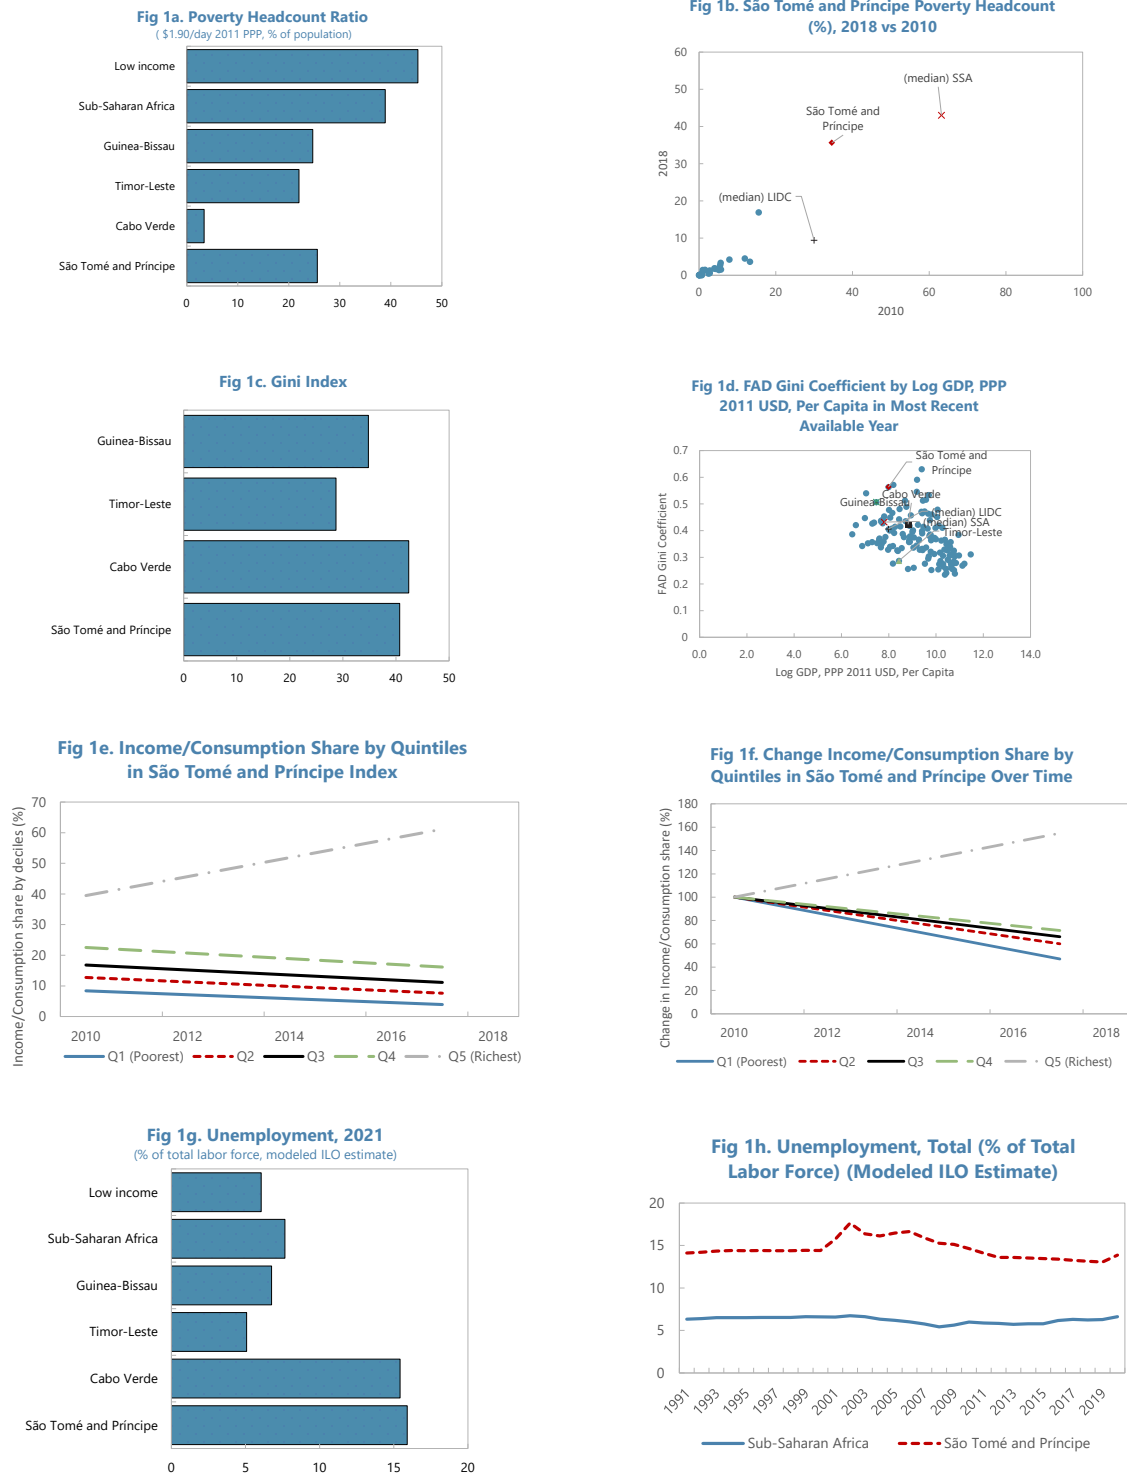 Fig 1a. Poverty Headcount Ratio
( $1.90/day 2011 PPP, % of population)
Low income
Sub-Saharan Africa
Guinea-Bissau
Timor-Leste
Cabo Verde
São Tomé and Príncipe
0 10 20 30 40 50
Fig 1b. São Tomé and Príncipe Poverty Headcount
(%), 2018 vs 2010
60
50
40
30
20
10
0
2018
(median) SSA
São Tomé and
Príncipe
(median) LIDC
0 20 40 60 80 100
2010
Fig 1c. Gini Index
Guinea-Bissau
Timor-Leste
Cabo Verde
São Tomé and Príncipe
0 10 20 30 40 50
Fig 1d. FAD Gini Coefficient by Log GDP, PPP
2011 USD, Per Capita in Most Recent
Available Year
0.7
0.6
0.5
0.4
0.3
0.2
0.1
0
FAD Gini Coefficient
São Tomé and
Príncipe
Cabo Verde
Guinea-Bissau
(median) LIDC
(median) SSA
Timor-Leste
0.0 2.0 4.0 6.0 8.0 10.0 12.0 14.0
Log GDP, PPP 2011 USD, Per Capita
Fig 1e. Income/Consumption Share by Quintiles
in São Tomé and Príncipe Index
Income/Consumption share by deciles (%)
70
60
50
40
30
20
10
0
2010 2012 2014 2016 2018
Q1 (Poorest) Q2 Q3 Q4 Q5 (Richest)
Fig 1f. Change Income/Consumption Share by
Quintiles in São Tomé and Príncipe Over Time
Change in Income/Consumption share (%)
180
160
140
120
100
80
60
40
20
0
2010 2012 2014 2016 2018
Q1 (Poorest) Q2 Q3 Q4 Q5 (Richest)
Fig 1g. Unemployment, 2021
(% of total labor force, modeled ILO estimate)
Low income
Sub-Saharan Africa
Guinea-Bissau
Timor-Leste
Cabo Verde
São Tomé and Príncipe
0 5 10 15 20
Fig 1h. Unemployment, Total (% of Total
Labor Force) (Modeled ILO Estimate)
20
15
10
5
0
1991 1993 1995 1997 1999 2001 2003 2005 2007 2009 2011 2013 2015 2017 2019
Sub-Saharan Africa São Tomé and Príncipe